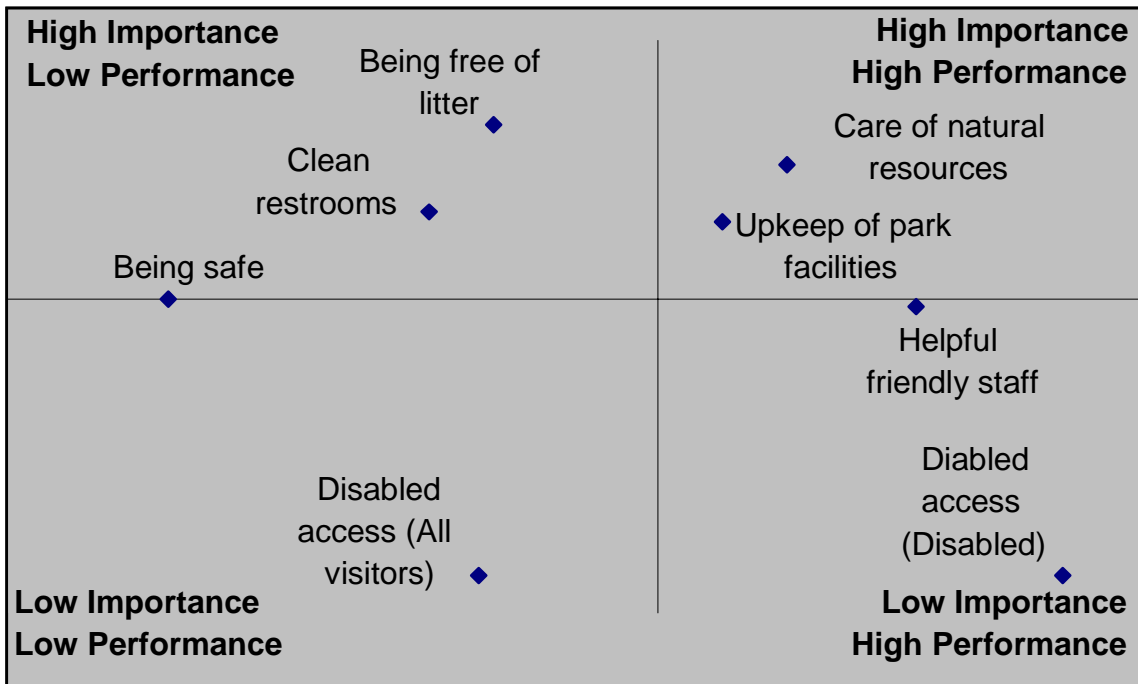 High Importance
Low Performance
High Importance
High Performance
Being free of
litter
Care of natural
resources
Clean
restrooms
Upkeep of park
facilities
Being safe
Helpful
friendly staff
Disabled
access (All
visitors)
Diabled
access
(Disabled)
Low Importance
Low Performance
Low Importance
High Performance